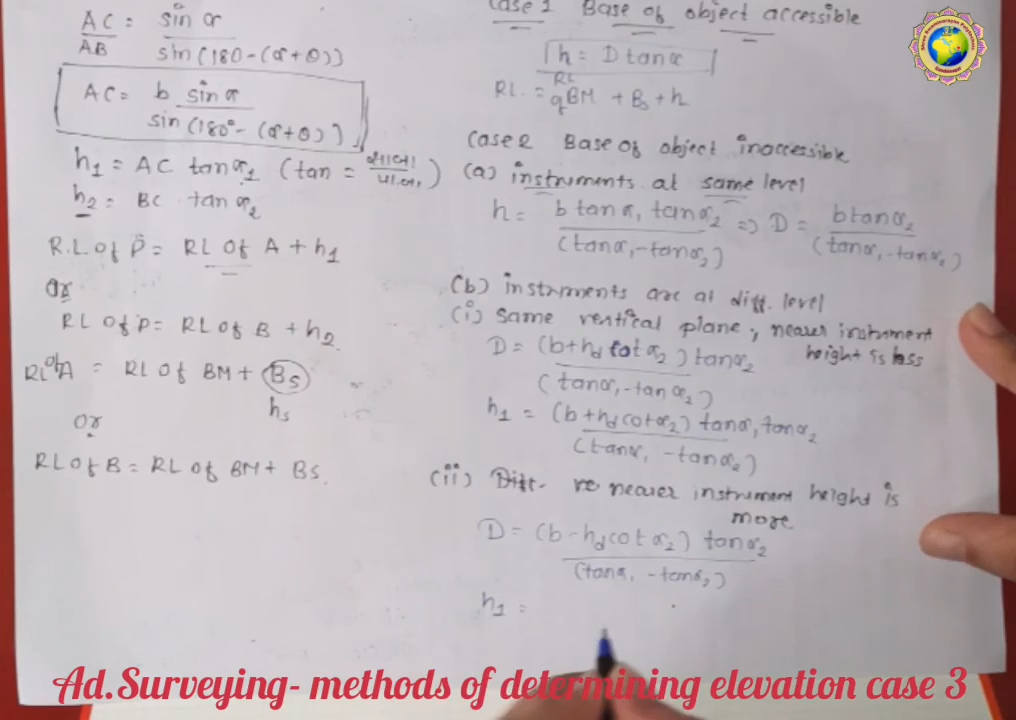 AC/AB = sin α / sin(180-(α+θ))
AC = b sin α / sin(180°-(α+θ))
h₁ = AC tan α₁ (tan = સા.બા. / પા.બા.)
h₂ = BC tan α₂
R.L of P = RL of A + h₁
Or
RL of P = RL of B + h₂.
RL of A = RL of BM + BS
hs
or
RL of B = RL of BM + BS.
Case 1 Base of object accessible
h = D tan α
RL. = RL of BM + Bs + h
Case 2 Base of object inaccessible
(a) instruments at same level
h = b tan α₁ tan α₂ / (tan α₁ - tan α₂) => D = b tan α₂ / (tan α₁ - tan α₂)
(b) instrments are at diff. level
(i) Same vertical plane, nearer instrument
height is less
D = (b+hd cot α₂) tan α₂ / (tan α₁ - tan α₂)
h₁ = (b+hd cot α₂) tan α₁ tan α₂ / (tan α₁ - tan α₂)
(ii) nearer instrument height is
more
D = (b-hd cot α₂) tan α₂ / (tan α₁ - tan α₂)
h₁ =
Ad.Surveying- methods of determining elevation case 3